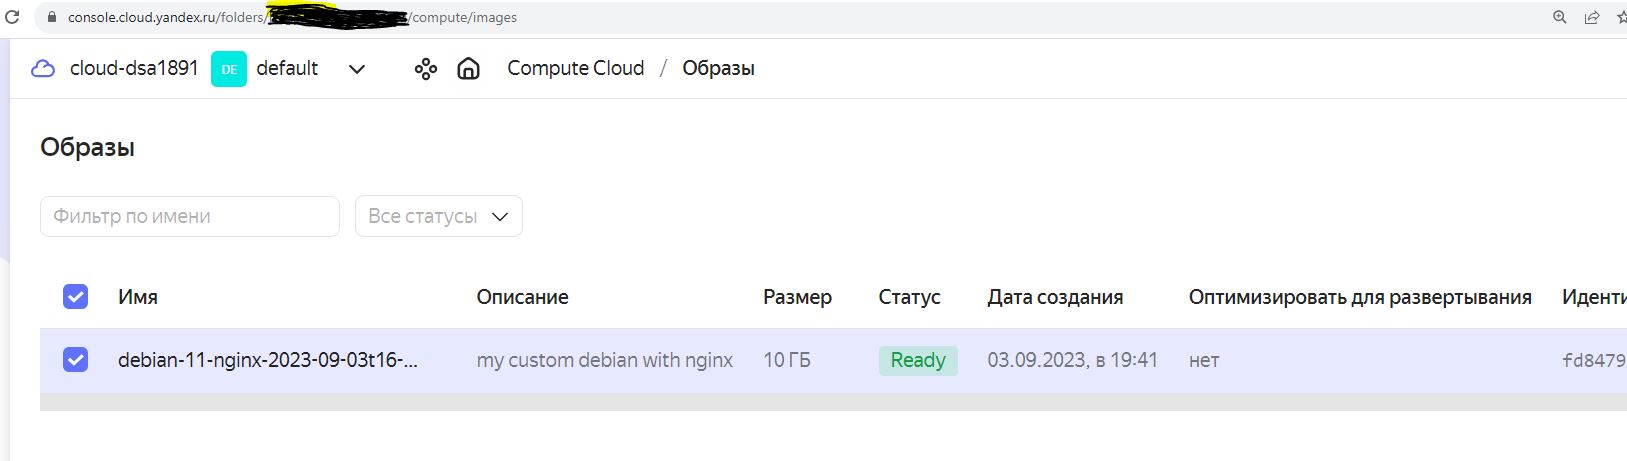 console.cloud.yandex.ru/folders/ /compute/images
cloud-dsa1891 DE default Compute Cloud / Образы
Образы
Фильтр по имени Все статусы
Имя Описание Размер Статус Дата создания Оптимизировать для развертывания Иденти
debian-11-nginx-2023-09-03t16-... my custom debian with nginx 10 ГБ Ready 03.09.2023, в 19:41 нет fd8479